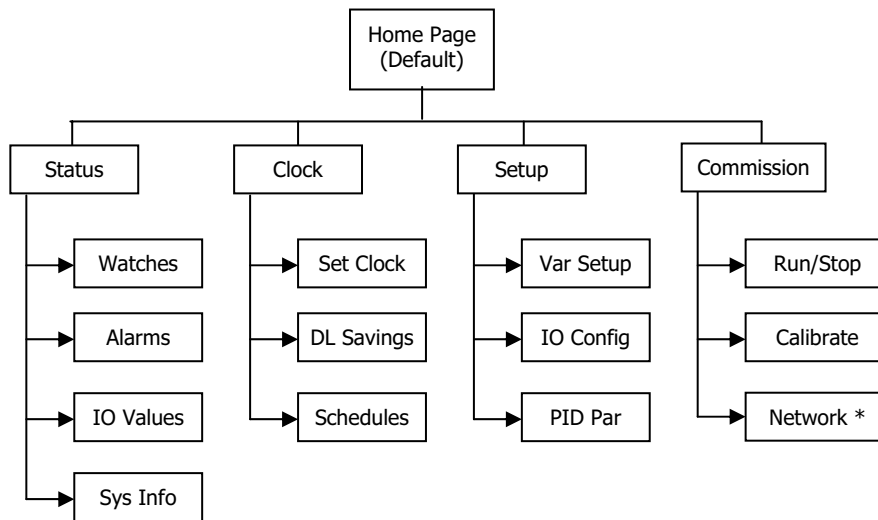 Home Page
(Default)
Status
Clock
Setup
Commission
Watches
Set Clock
Var Setup
Run/Stop
Alarms
DL Savings
IO Config
Calibrate
IO Values
Schedules
PID Par
Network *
Sys Info